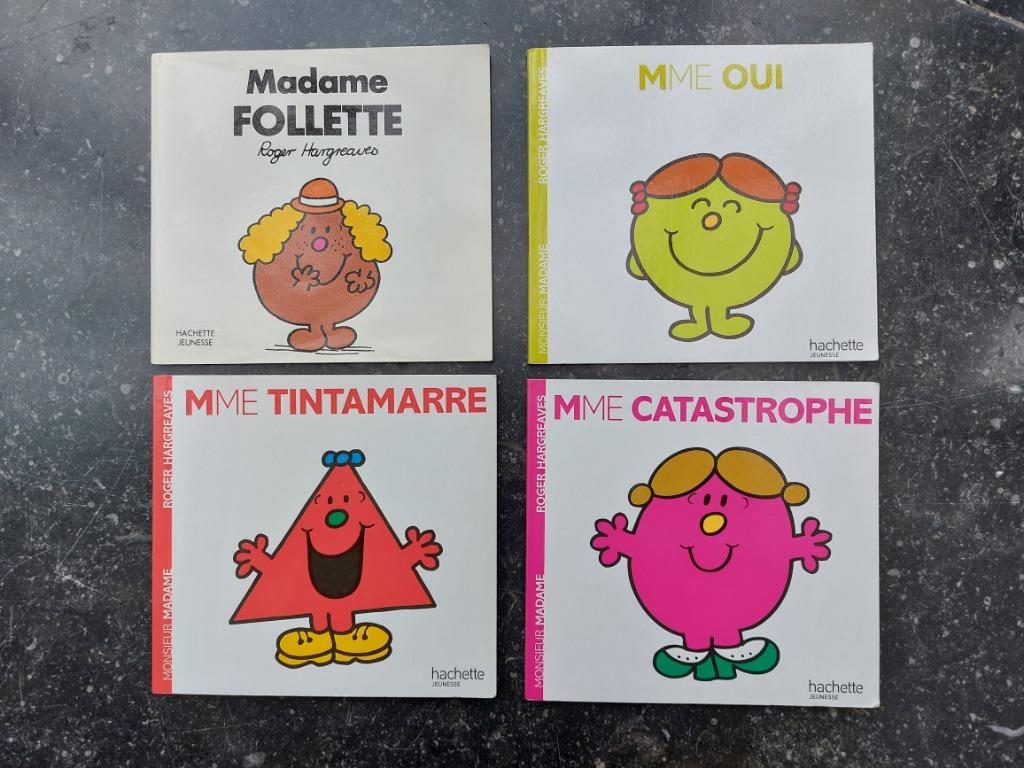 Madame
FOLLETTE
Roger Hargreaves
HACHETTE
JEUNESSE
MONSIEUR MADAME
ROGER HARGREAVES
MME OUI
hachette
JEUNESSE
MONSIEUR MADAME
ROGER HARGREAVES
MME TINTAMARRE
hachette
JEUNESSE
MONSIEUR MADAME
ROGER HARGREAVES
MME CATASTROPHE
hachette
JEUNESSE